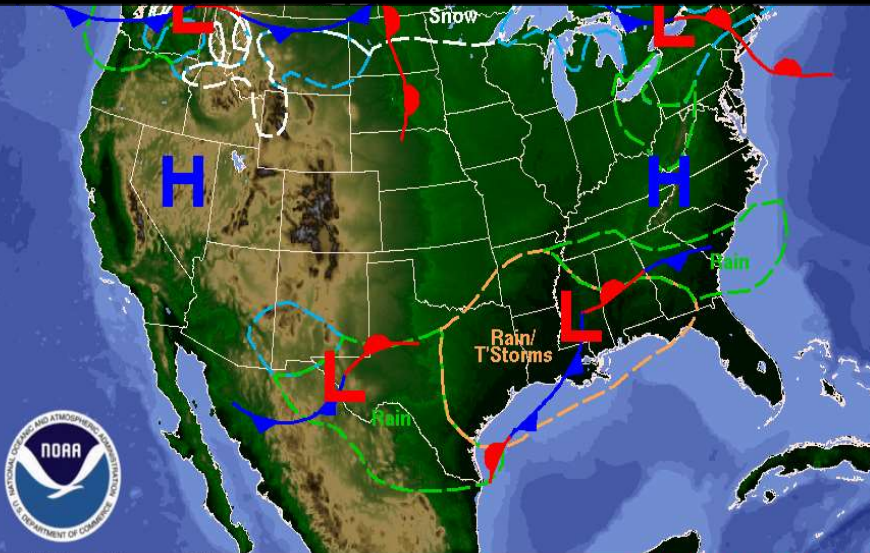 Snow
L
L
H
H
Rain
L
Rain/
T'Storms
L
Rain
NATIONAL OCEANIC AND ATMOSPHERIC ADMINISTRATION
NOAA
U.S. DEPARTMENT OF COMMERCE